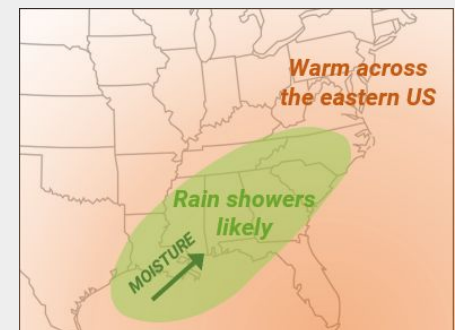 Warm across
the eastern US
Rain showers
likely
MOISTURE